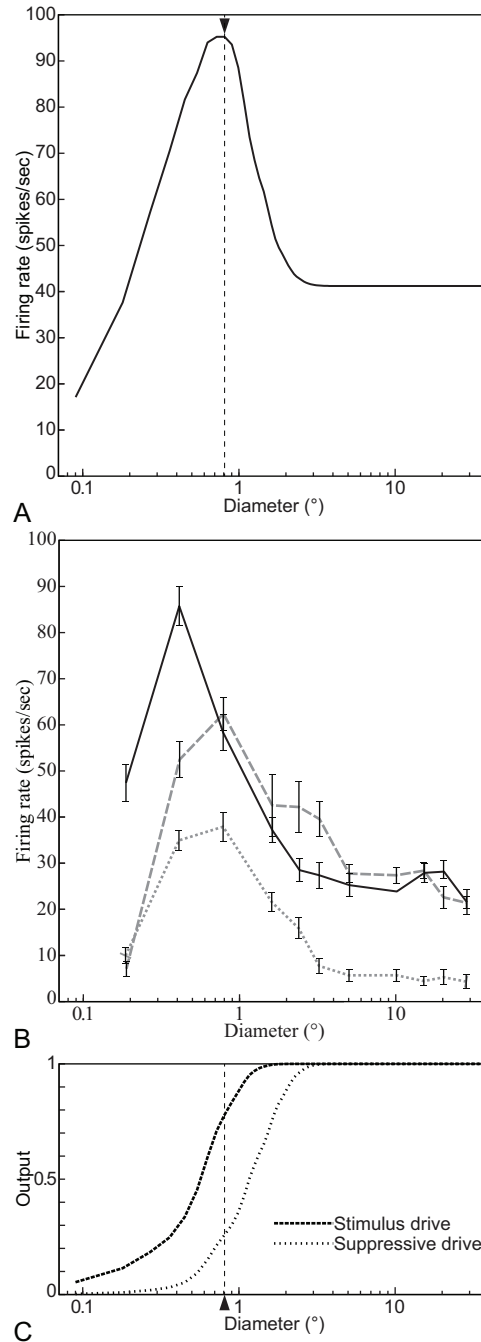 100
90
80
70
60
50
40
30
20
10
0
Firing rate (spikes/sec)
0.1 1 10
Diameter (°)
A
100
90
80
70
60
50
40
30
20
10
0
Firing rate (spikes/sec)
0.1 1 10
Diameter (°)
B
1
0.5
0
Output
Stimulus drive
Suppressive drive
0.1 1 10
Diameter (°)
C